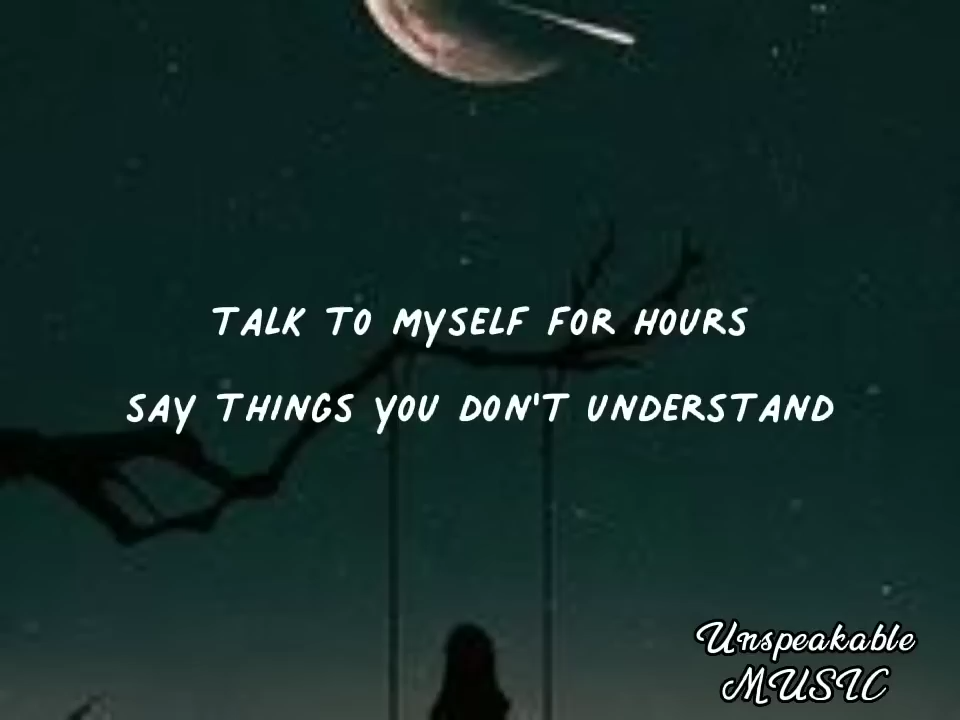 TALK TO MYSELF FOR HOURS
SAY THINGS YOU DON'T UNDERSTAND
Unspeakable
MUSIC